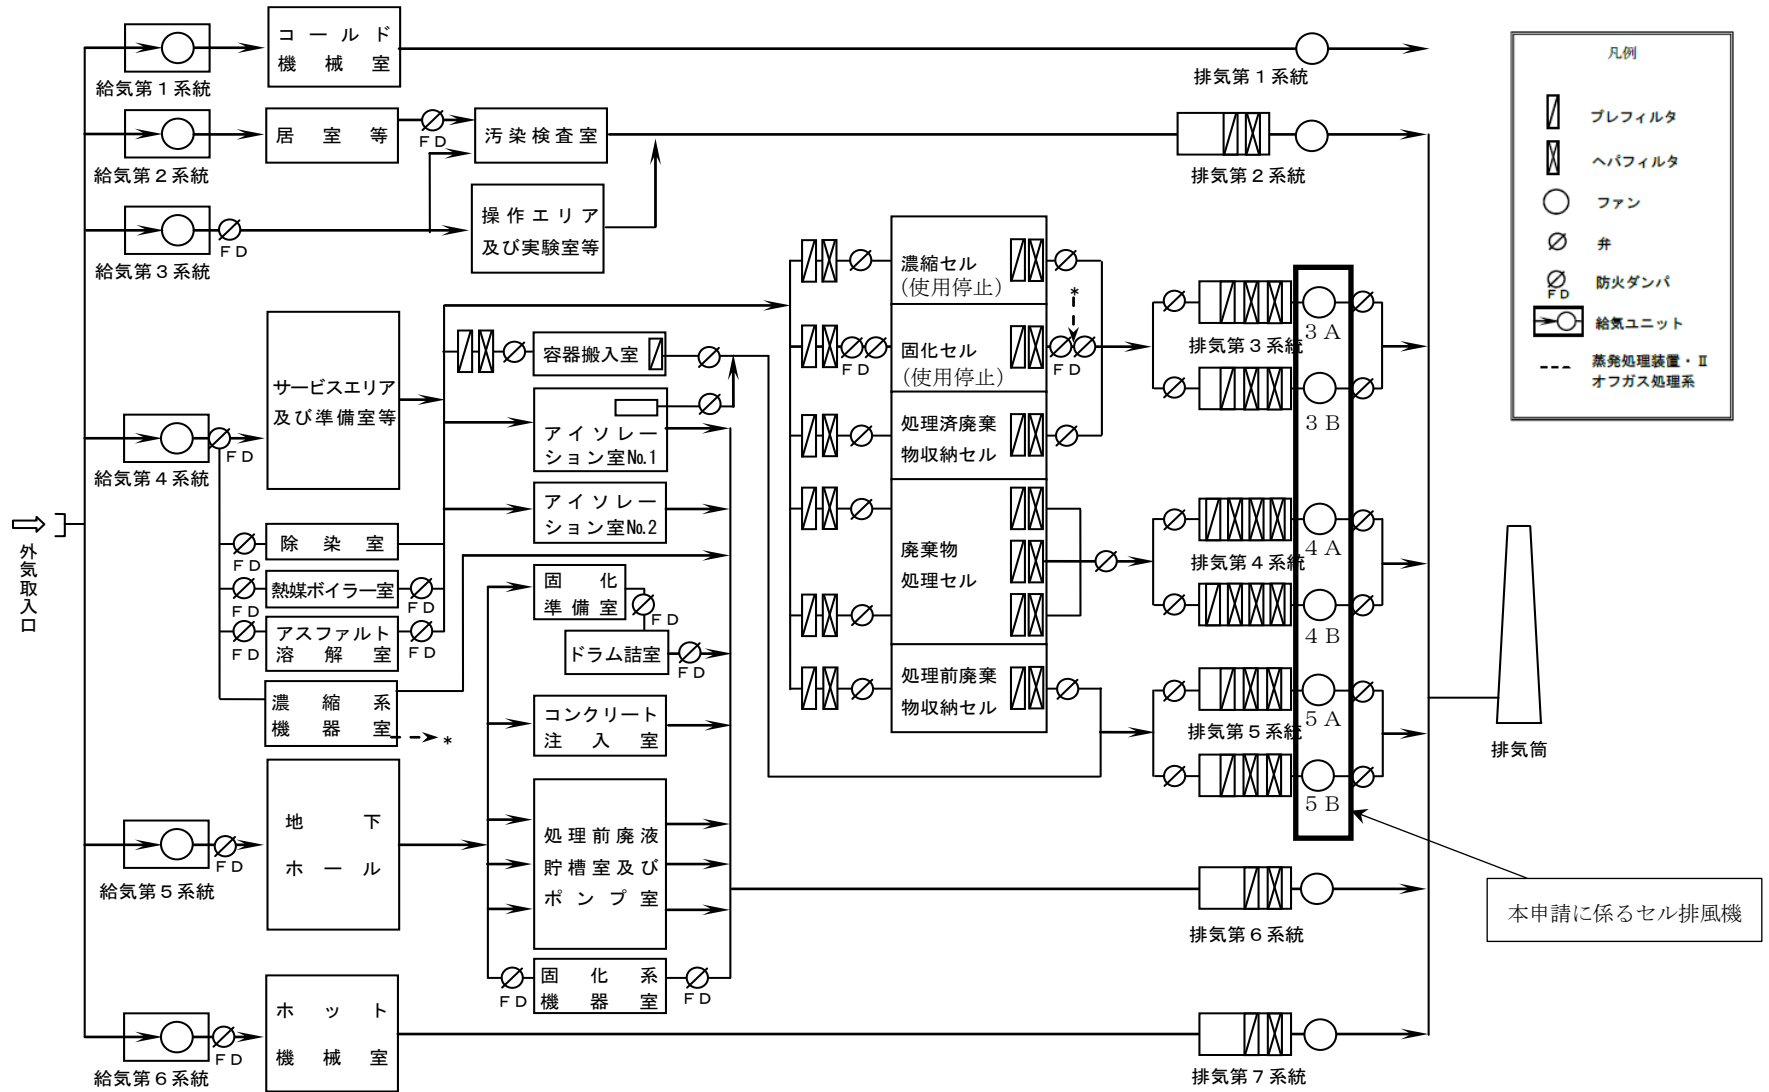 コールド
機械室
給気第1系統
排気第1系統
居室等
FD
汚染検査室
給気第2系統
排気第2系統
FD
操作エリア
及び実験室等
給気第3系統
凡例
プレフィルタ
ヘパフィルタ
ファン
弁
FD
防火ダンパ
給気ユニット
蒸発処理装置・Ⅱ
オフガス処理系
サービスエリア
及び準備室等
FD
給気第4系統
容器搬入室
アイソレー
ション室№1
アイソレー
ション室№2
濃縮セル
(使用停止)
*
固化セル
(使用停止)
FD
FD
処理済廃棄
物収納セル
廃棄物
処理セル
処理前廃棄
物収納セル
3A
排気第3系統
3B
4A
排気第4系統
4B
5A
排気第5系統
5B
外気取入口
除染室
FD
熱媒ボイラー室
FD
FD
アスファルト
溶解室
FD
FD
濃縮系
機器室
*
固化
準備室
FD
ドラム詰室
FD
コンクリート
注入室
排気筒
地下
ホール
FD
給気第5系統
処理前廃液
貯槽室及び
ポンプ室
排気第6系統
本申請に係るセル排風機
固化系
機器室
FD
FD
ホット
機械室
FD
給気第6系統
排気第7系統